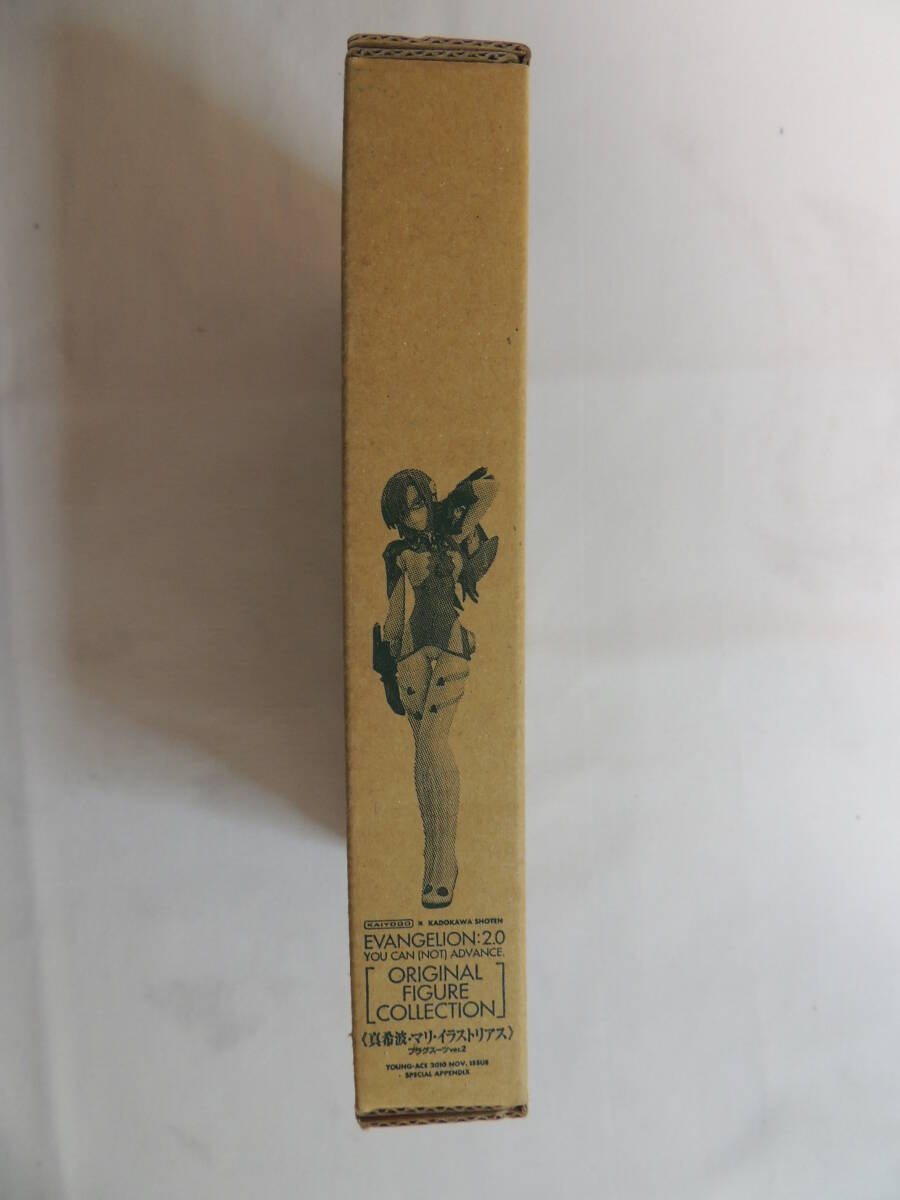 KAIYODO × KADOKAWA SHOTEN
EVANGELION:2.0
YOU CAN (NOT) ADVANCE.
ORIGINAL
FIGURE
COLLECTION
〈真希波・マリ・イラストリアス〉
プラグスーツver.2
YOUNG-ACE 2010 NOV. ISSUE
SPECIAL APPENDIX